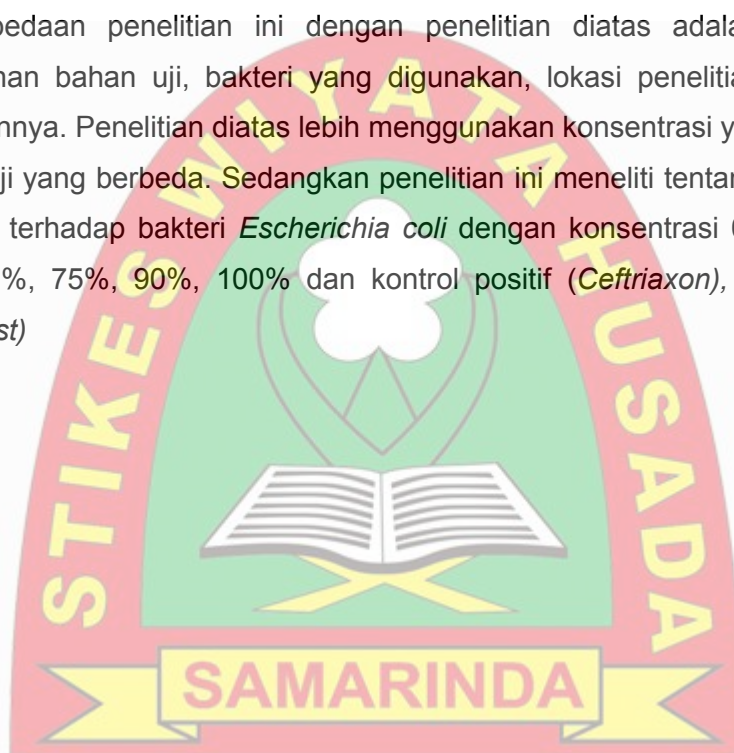 bedaan penelitian ini dengan penelitian diatas adala
nan bahan uji, bakteri yang digunakan, lokasi penelitia
nnya. Penelitian diatas lebih menggunakan konsentrasi y
ji yang berbeda. Sedangkan penelitian ini meneliti tentan
terhadap bakteri Escherichia coli dengan konsentrasi
%, 75%, 90%, 100% dan kontrol positif (Ceftriaxon),
st)
STIKES WIYATA HUSADA
SAMARINDA